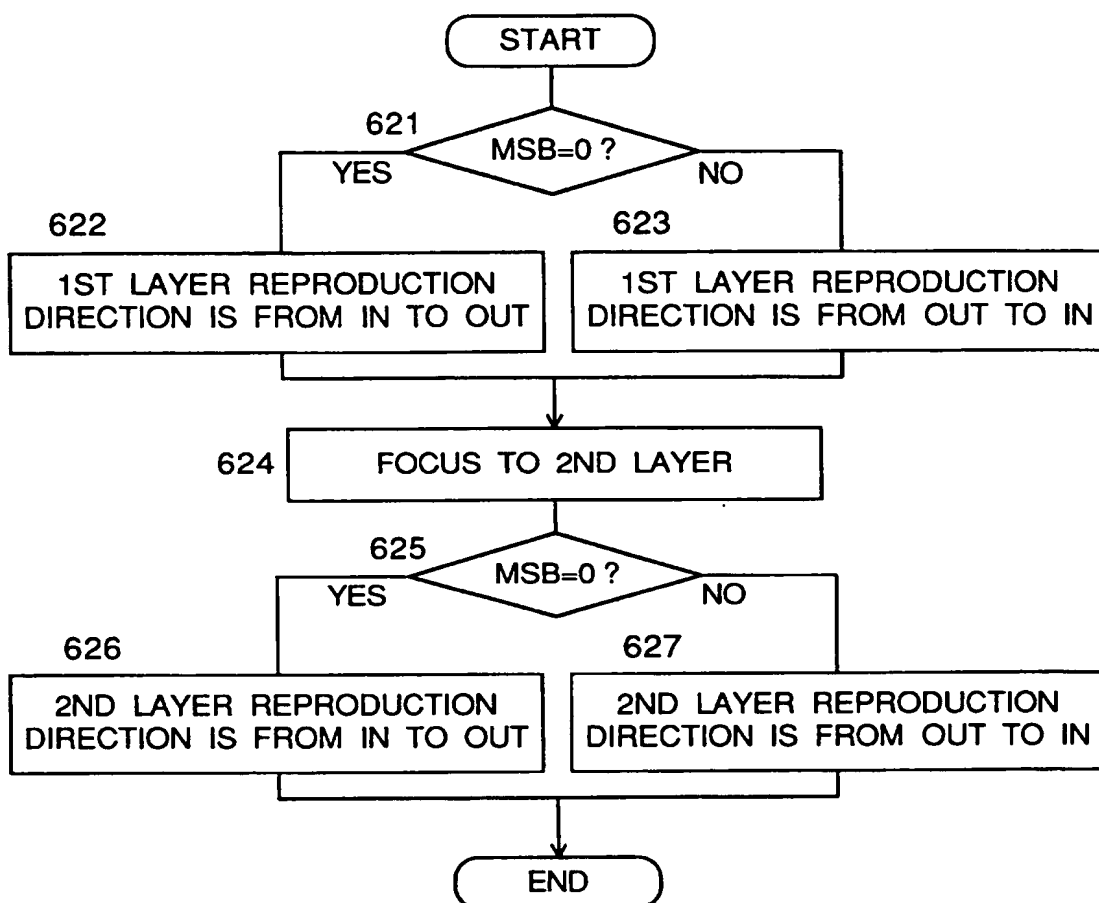 START
621
MSB=0 ?
YES
NO
622
623
1ST LAYER REPRODUCTION
DIRECTION IS FROM IN TO OUT
1ST LAYER REPRODUCTION
DIRECTION IS FROM OUT TO IN
624
FOCUS TO 2ND LAYER
625
MSB=0 ?
YES
NO
626
627
2ND LAYER REPRODUCTION
DIRECTION IS FROM IN TO OUT
2ND LAYER REPRODUCTION
DIRECTION IS FROM OUT TO IN
END